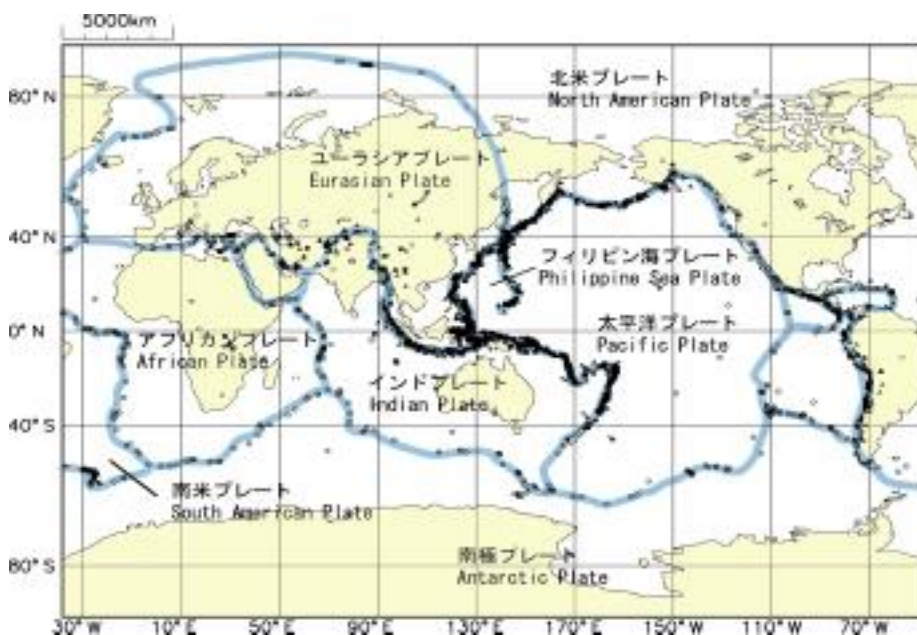 5000km
北米プレート
North American Plate
80°N
ユーラシアプレート
Eurasian Plate
40°N
フィリピン海プレート
Philippine Sea Plate
0°N
太平洋プレート
Pacific Plate
アフリカンプレート
African Plate
インドプレート
Indian Plate
40°S
南米プレート
South American Plate
南極プレート
Antarctic Plate
80°S
30°W 10°E 50°E 90°E 130°E 170°E 150°W 110°W 70°W